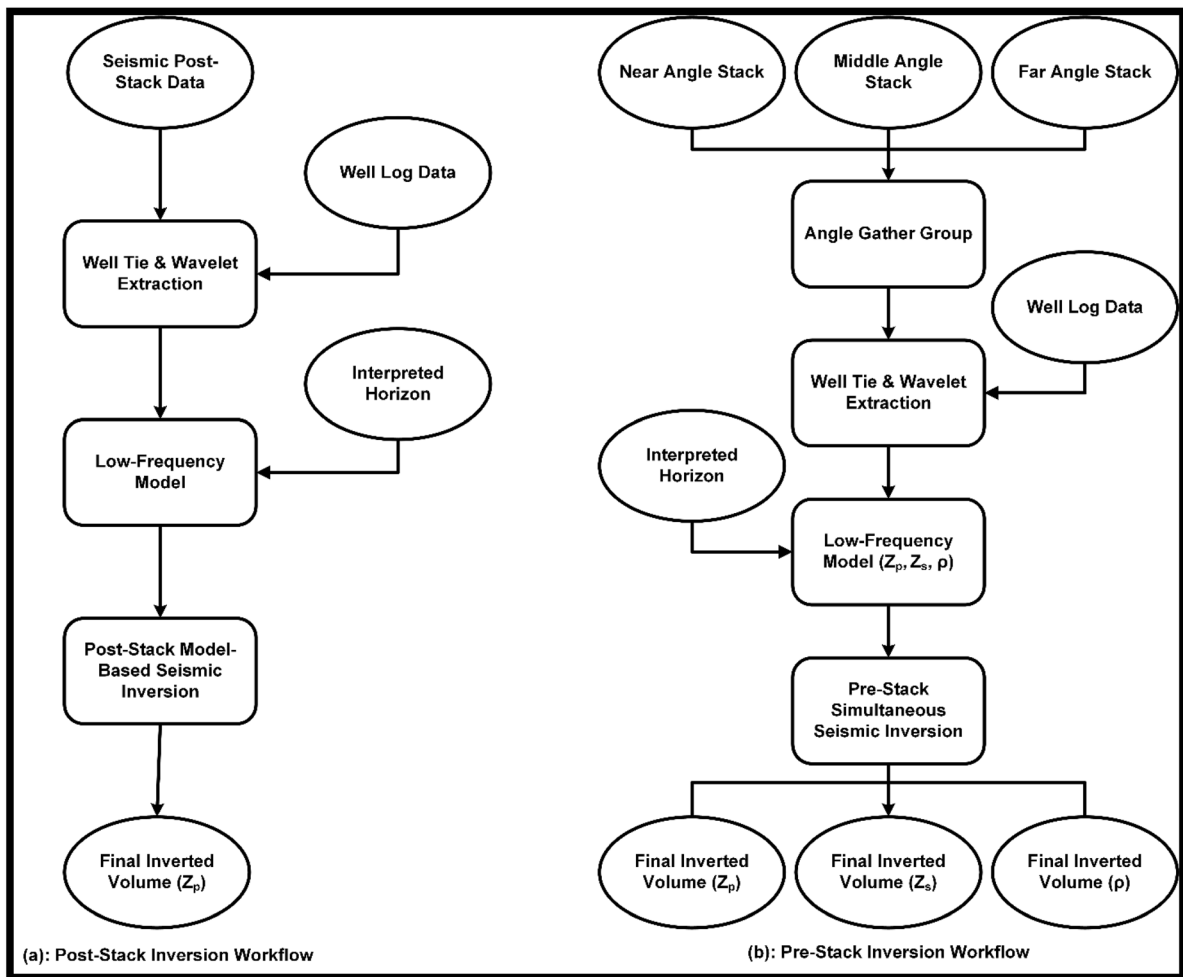 Seismic Post-
Stack Data
Well Log Data
Well Tie & Wavelet
Extraction
Interpreted
Horizon
Low-Frequency
Model
Post-Stack Model-
Based Seismic
Inversion
Final Inverted
Volume (Zₚ)
(a): Post-Stack Inversion Workflow
Near Angle Stack
Middle Angle
Stack
Far Angle Stack
Angle Gather Group
Well Log Data
Well Tie & Wavelet
Extraction
Interpreted
Horizon
Low-Frequency
Model (Zₚ, Zₛ, ρ)
Pre-Stack
Simultaneous
Seismic Inversion
Final Inverted
Volume (Zₚ)
Final Inverted
Volume (Zₛ)
Final Inverted
Volume (ρ)
(b): Pre-Stack Inversion Workflow